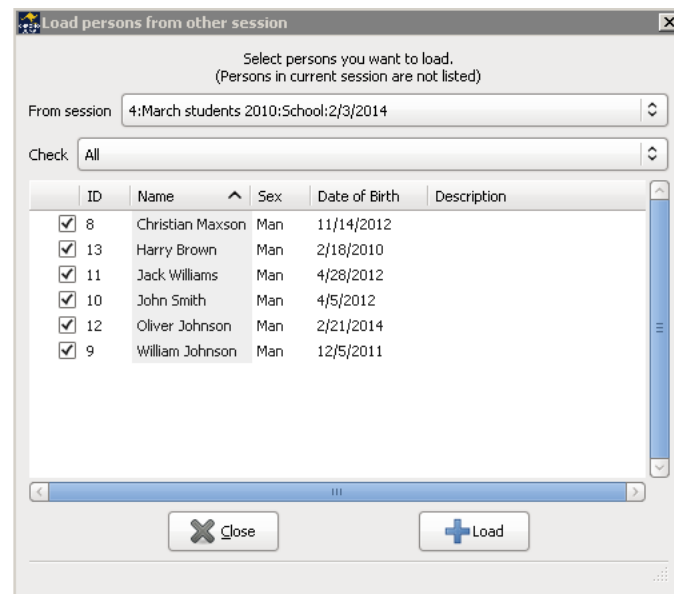 Load persons from other session
Select persons you want to load.
(Persons in current session are not listed)
From session 4:March students 2010:School:2/3/2014
Check All
ID Name Sex Date of Birth Description
8 Christian Maxson Man 11/14/2012
13 Harry Brown Man 2/18/2010
11 Jack Williams Man 4/28/2012
10 John Smith Man 4/5/2012
12 Oliver Johnson Man 2/21/2014
9 William Johnson Man 12/5/2011
Close Load